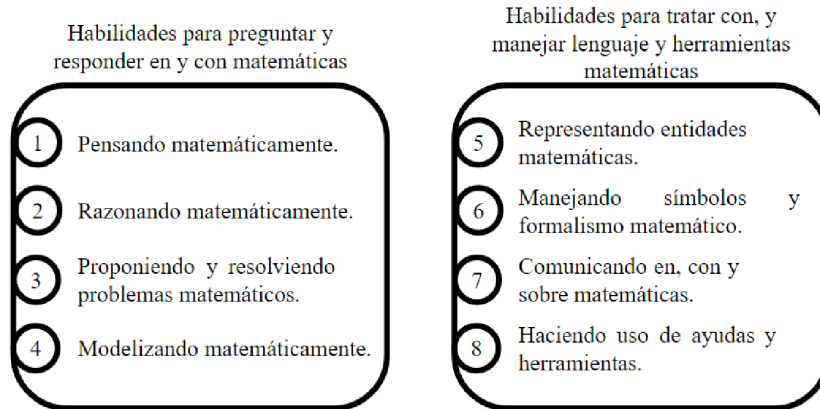 Habilidades para preguntar y
responder en y con matemáticas
1 Pensando matemáticamente.
2 Razonando matemáticamente.
3 Proponiendo y resolviendo
problemas matemáticos.
4 Modelizando matemáticamente.
Habilidades para tratar con, y
manejar lenguaje y herramientas
matemáticas
5 Representando entidades
matemáticas.
6 Manejando símbolos y
formalismo matemático.
7 Comunicando en, con y
sobre matemáticas.
8 Haciendo uso de ayudas y
herramientas.